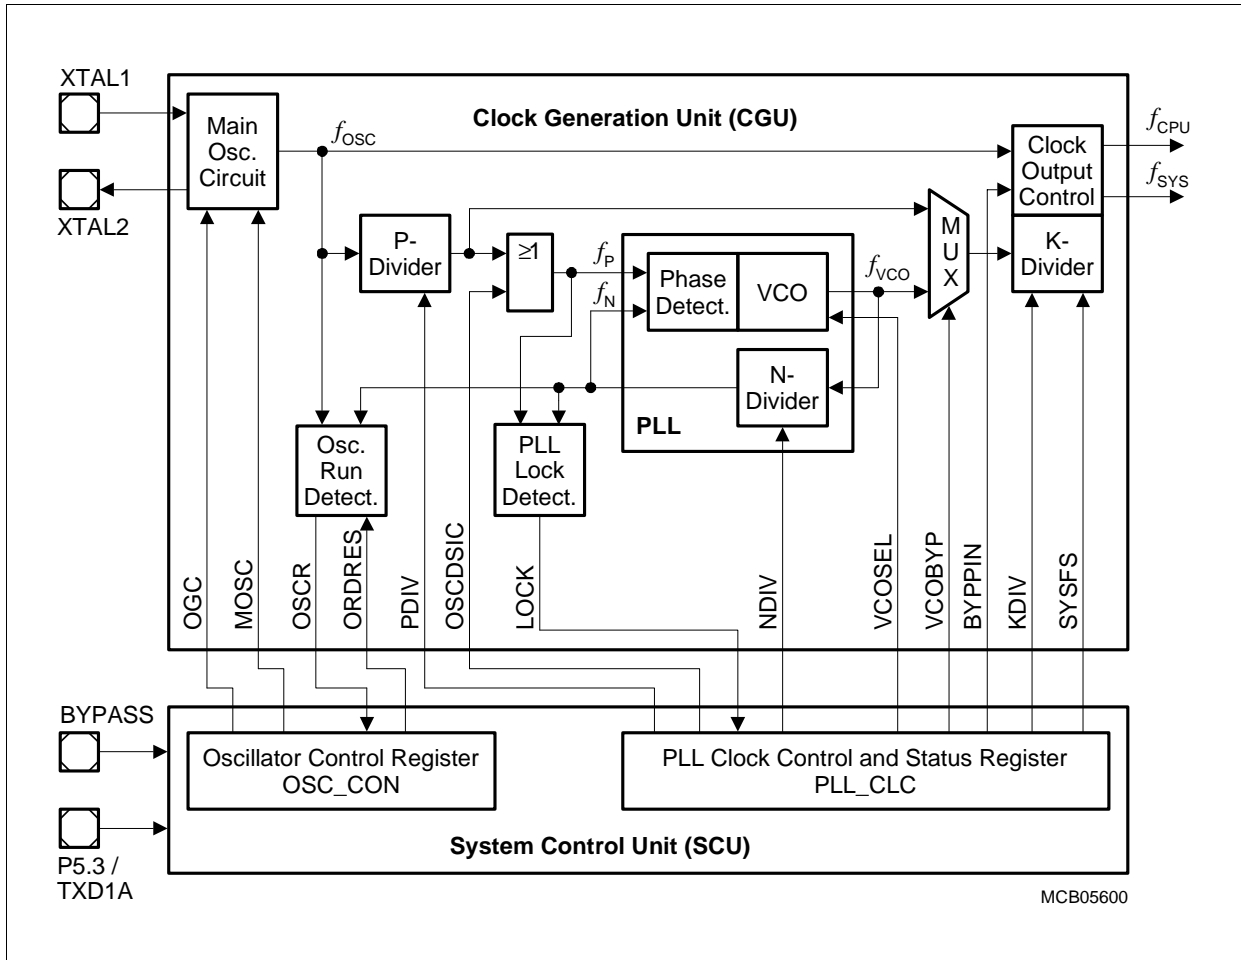 XTAL1
XTAL2
Clock Generation Unit (CGU)
Main
Osc.
Circuit
fOSC
Clock
Output
Control
fCPU
fSYS
P-
Divider
≥1
fP
fN
Phase
Detect.
VCO
fVCO
MUX
K-
Divider
N-
Divider
PLL
Osc.
Run
Detect.
PLL
Lock
Detect.
OGC
MOSC
OSCR
ORDRES
PDIV
OSCDSIC
LOCK
NDIV
VCOSEL
VCOBYP
BYPPIN
KDIV
SYSFS
BYPASS
P5.3 /
TXD1A
Oscillator Control Register
OSC_CON
PLL Clock Control and Status Register
PLL_CLC
System Control Unit (SCU)
MCB05600